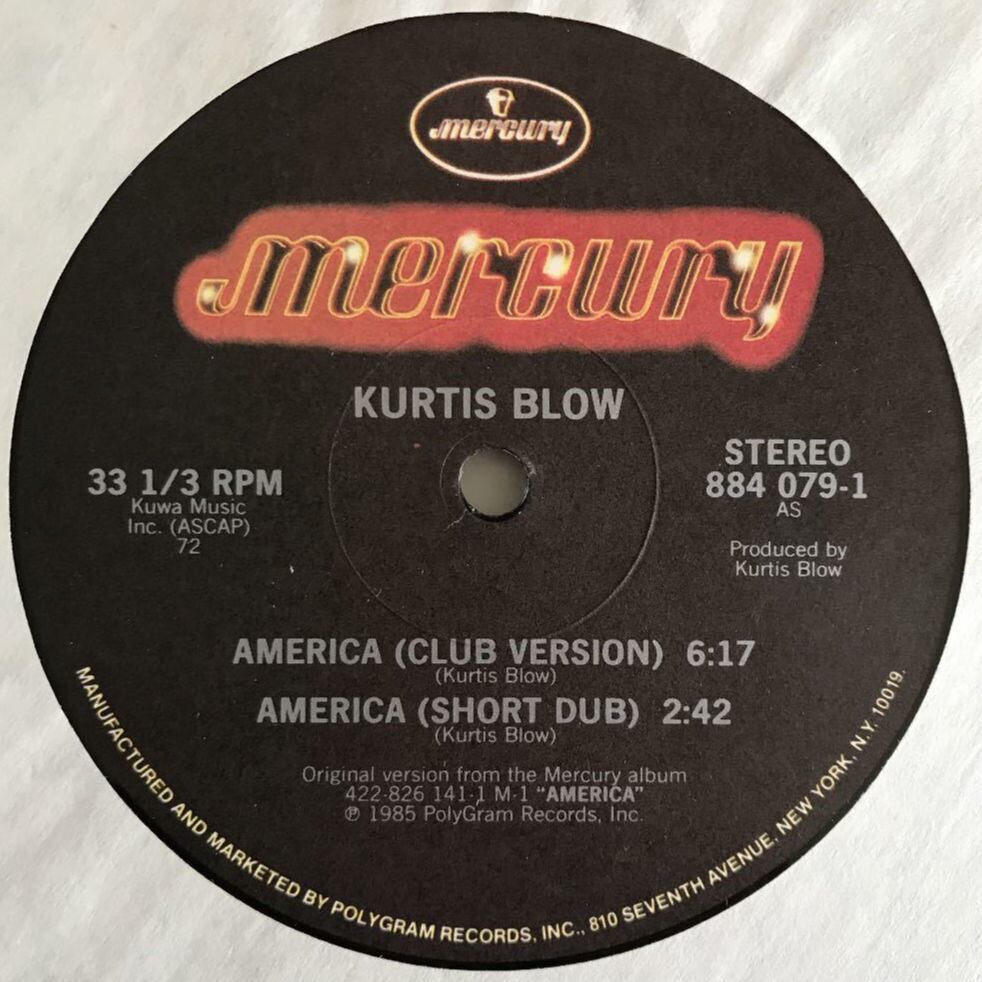 mercury
mercury
KURTIS BLOW
33 1/3 RPM
Kuwa Music
Inc. (ASCAP)
72
STEREO
884 079-1
AS
Produced by
Kurtis Blow
AMERICA (CLUB VERSION) 6:17
(Kurtis Blow)
AMERICA (SHORT DUB) 2:42
(Kurtis Blow)
Original version from the Mercury album
422-826 141-1 M-1 "AMERICA"
℗ 1985 PolyGram Records, Inc.
MANUFACTURED AND MARKETED BY POLYGRAM RECORDS, INC., 810 SEVENTH AVENUE, NEW YORK, N.Y. 10019.